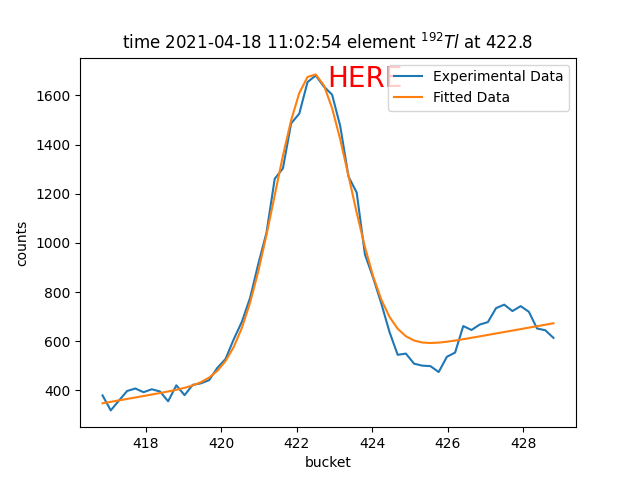 time 2021-04-18 11:02:54 element ¹⁹²Tl at 422.8
HERE
Experimental Data
Fitted Data
counts
1600
1400
1200
1000
800
600
400
418 420 422 424 426 428
bucket